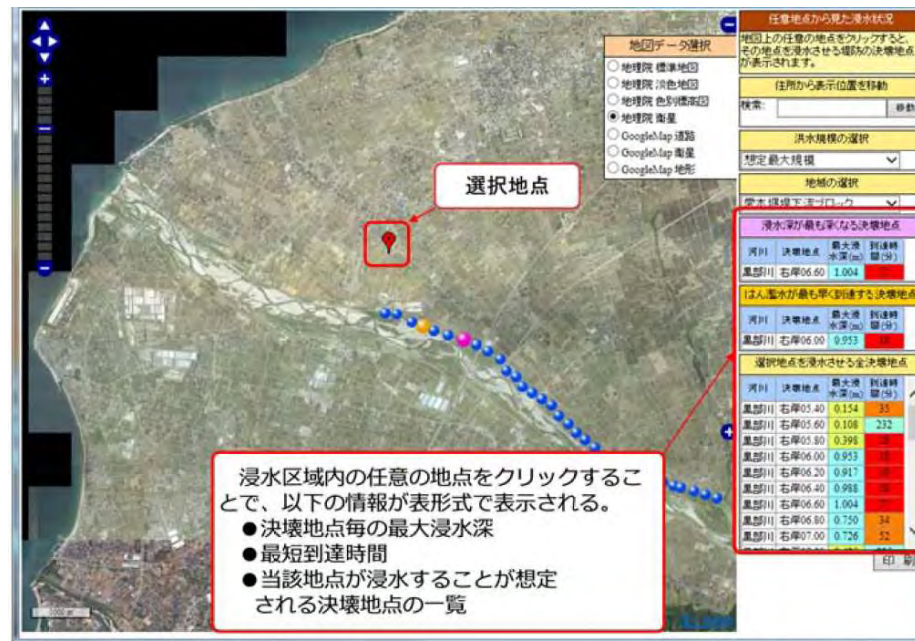 任意地点から見た浸水状況
地図上の任意の地点をクリックすると、
その地点を浸水させる堤防の決壊地点
が表示されます。
住所から表示位置を移動
検索:
移動
洪水規模の選択
想定最大規模
地域の選択
愛本堰堤下流ブロック
地図データ選択
地理院 標準地図
地理院 淡色地図
地理院 色別標高図
地理院 衛星
GoogleMap 道路
GoogleMap 衛星
GoogleMap 地形
選択地点
浸水深が最も深くなる決壊地点
河川 決壊地点 最大浸水深(m) 到達時間(分)
黒部川 右岸06.60 1.004
はん濫水が最も早く到達する決壊地点
河川 決壊地点 最大浸水深(m) 到達時間(分)
黒部川 右岸06.00 0.953 18
選択地点を浸水させる全決壊地点
河川 決壊地点 最大浸水深(m) 到達時間(分)
黒部川 右岸05.40 0.154 35
黒部川 右岸05.60 0.108 232
黒部川 右岸05.80 0.398
黒部川 右岸06.00 0.953 18
黒部川 右岸06.20 0.917
黒部川 右岸06.40 0.988
黒部川 右岸06.60 1.004
黒部川 右岸06.80 0.750 34
黒部川 右岸07.00 0.726 52
印 刷
浸水区域内の任意の地点をクリックするこ
とで、以下の情報が表形式で表示される。
●決壊地点毎の最大浸水深
●最短到達時間
●当該地点が浸水することが想定
される決壊地点の一覧